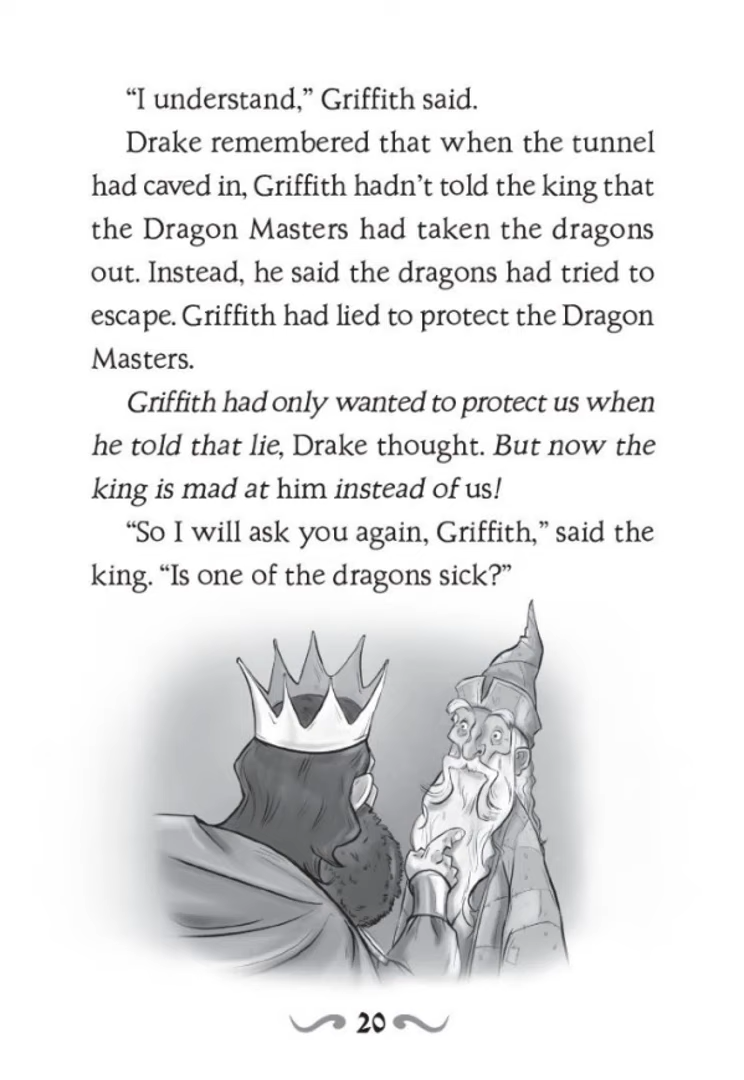 “I understand,” Griffith said.
Drake remembered that when the tunnel
had caved in, Griffith hadn’t told the king that
the Dragon Masters had taken the dragons
out. Instead, he said the dragons had tried to
escape. Griffith had lied to protect the Dragon
Masters.
Griffith had only wanted to protect us when
he told that lie, Drake thought. But now the
king is mad at him instead of us!
“So I will ask you again, Griffith,” said the
king. “Is one of the dragons sick?”
20